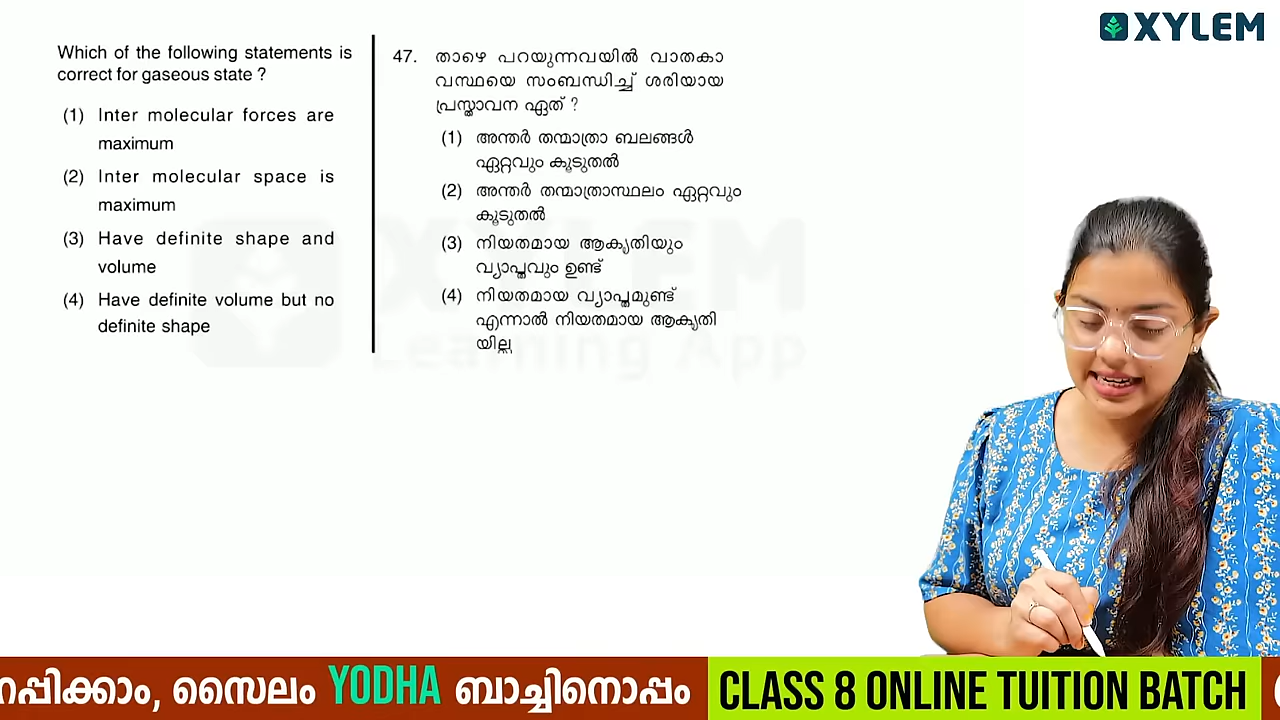 XYLEM
Which of the following statements is
correct for gaseous state ?
(1) Inter molecular forces are
maximum
(2) Inter molecular space is
maximum
(3) Have definite shape and
volume
(4) Have definite volume but no
definite shape
47. താഴെ പറയുന്നവയിൽ വാതകാ
വസ്ഥയെ സംബന്ധിച്ച് ശരിയായ
പ്രസ്താവന ഏത് ?
(1) അന്തർ തന്മാത്രാ ബലങ്ങൾ
ഏറ്റവും കൂടുതൽ
(2) അന്തർ തന്മാത്രാസ്ഥലം ഏറ്റവും
കൂടുതൽ
(3) നിയതമായ ആകൃതിയും
വ്യാപ്തവും ഉണ്ട്
(4) നിയതമായ വ്യാപ്തമുണ്ട്
എന്നാൽ നിയതമായ ആകൃതി
യില്ല
XYLEM
Learning App
റപ്പിക്കാം, സൈലം YODHA ബാച്ചിനൊപ്പം CLASS 8 ONLINE TUITION BATCH